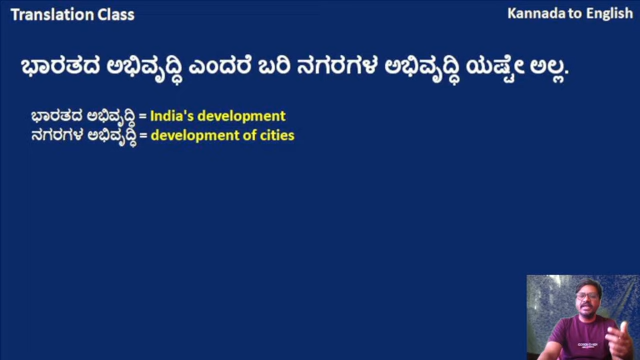 Translation Class
Kannada to English
ಭಾರತದ ಅಭಿವೃದ್ಧಿ ಎಂದರೆ ಬರಿ ನಗರಗಳ ಅಭಿವೃದ್ಧಿ ಯಷ್ಟೇ ಅಲ್ಲ.
ಭಾರತದ ಅಭಿವೃದ್ಧಿ = India's development
ನಗರಗಳ ಅಭಿವೃದ್ಧಿ = development of cities